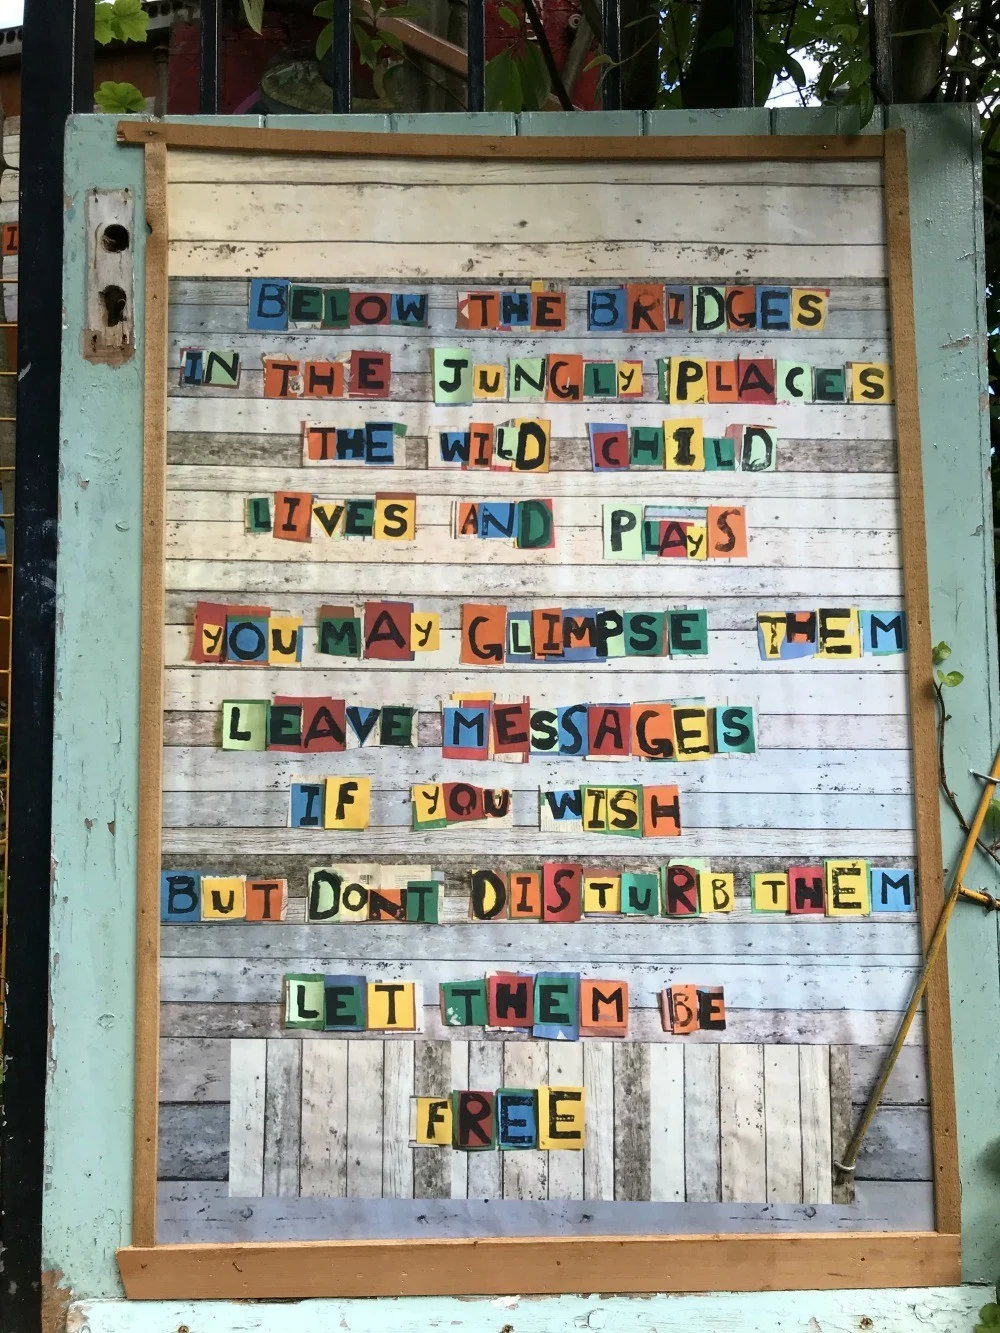 BELOW THE BRIDGES
IN THE JUNGLY PLACES
THE WILD CHILD
LIVES AND PLAYS
YOU MAY GLIMPSE THEM
LEAVE MESSAGES
IF YOU WISH
BUT DONT DISTURB THEM
LET THEM BE
FREE